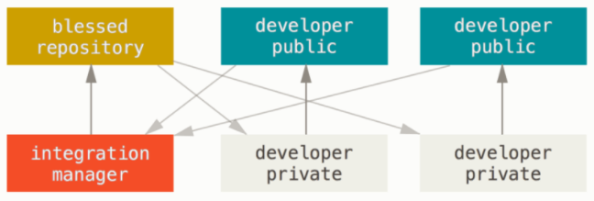 blessed
repository
developer
public
developer
public
integration
manager
developer
private
developer
private